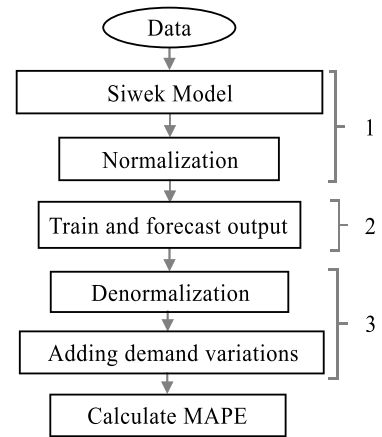 Data
Siwek Model
1
Normalization
Train and forecast output
2
Denormalization
3
Adding demand variations
Calculate MAPE